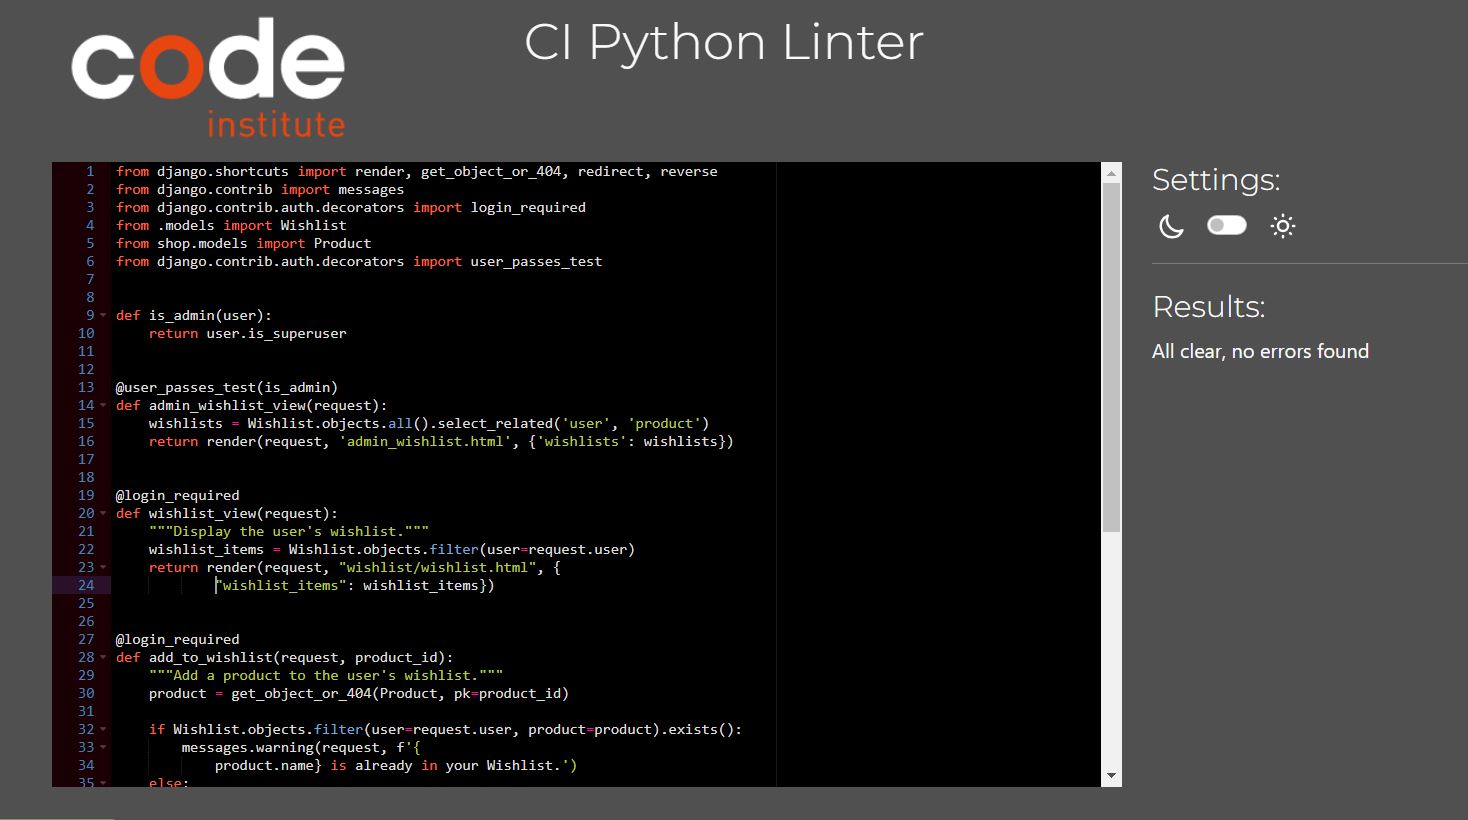 code
institute
CI Python Linter
1 from django.shortcuts import render, get_object_or_404, redirect, reverse
2 from django.contrib import messages
3 from django.contrib.auth.decorators import login_required
4 from .models import Wishlist
5 from shop.models import Product
6 from django.contrib.auth.decorators import user_passes_test
7
8
9 def is_admin(user):
10     return user.is_superuser
11
12
13 @user_passes_test(is_admin)
14 def admin_wishlist_view(request):
15     wishlists = Wishlist.objects.all().select_related('user', 'product')
16     return render(request, 'admin_wishlist.html', {'wishlists': wishlists})
17
18
19 @login_required
20 def wishlist_view(request):
21     """Display the user's wishlist."""
22     wishlist_items = Wishlist.objects.filter(user=request.user)
23     return render(request, "wishlist/wishlist.html", {
24             "wishlist_items": wishlist_items})
25
26
27 @login_required
28 def add_to_wishlist(request, product_id):
29     """Add a product to the user's wishlist."""
30     product = get_object_or_404(Product, pk=product_id)
31
32     if Wishlist.objects.filter(user=request.user, product=product).exists():
33         messages.warning(request, f'{
34             product.name} is already in your Wishlist.')
35     else:
Settings:
Results:
All clear, no errors found